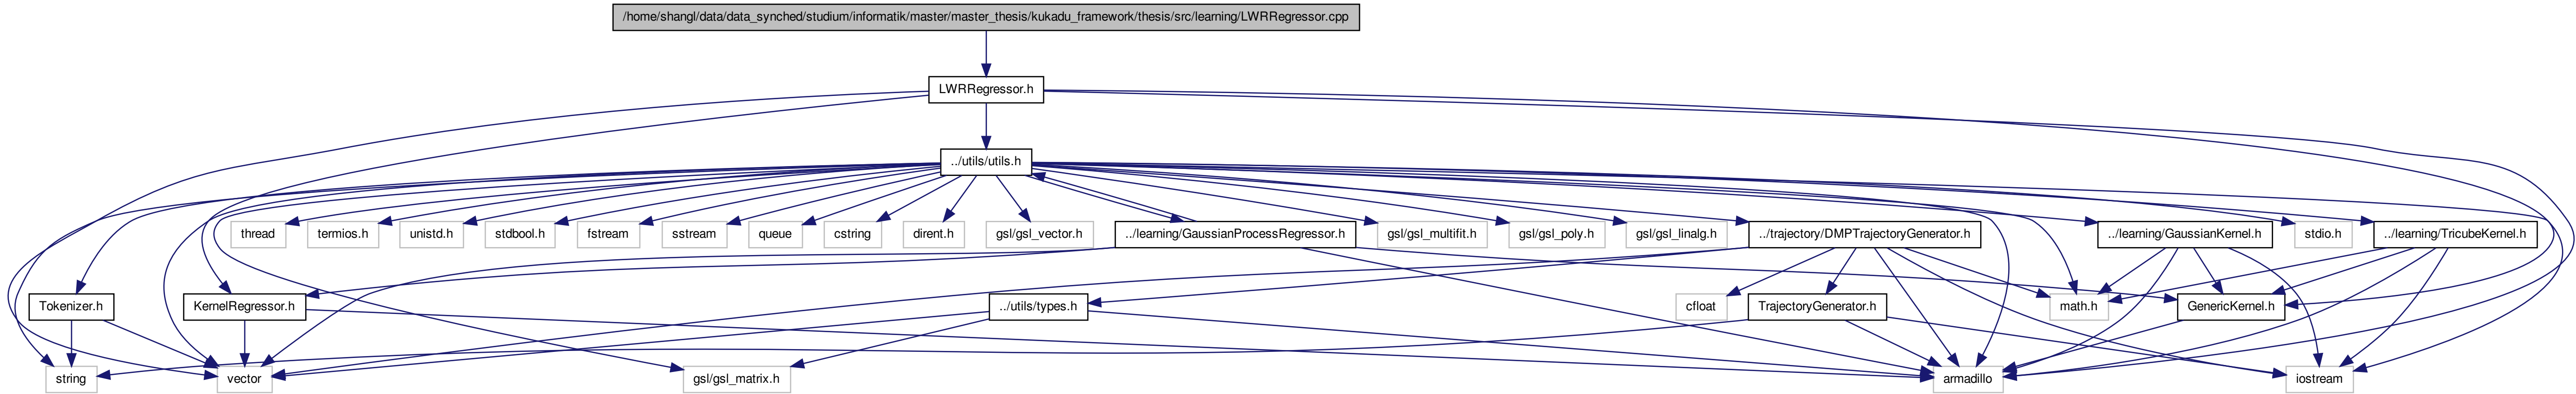 /home/shangl/data/data_synched/studium/informatik/master/master_thesis/kukadu_framework/thesis/src/learning/LWRRegressor.cpp
LWRRegressor.h
../utils/utils.h
thread
termios.h
unistd.h
stdbool.h
fstream
sstream
queue
cstring
dirent.h
gsl/gsl_vector.h
../learning/GaussianProcessRegressor.h
gsl/gsl_multifit.h
gsl/gsl_poly.h
gsl/gsl_linalg.h
../trajectory/DMPTrajectoryGenerator.h
../learning/GaussianKernel.h
stdio.h
../learning/TricubeKernel.h
Tokenizer.h
KernelRegressor.h
../utils/types.h
cfloat
TrajectoryGenerator.h
math.h
GenericKernel.h
string
vector
gsl/gsl_matrix.h
armadillo
iostream